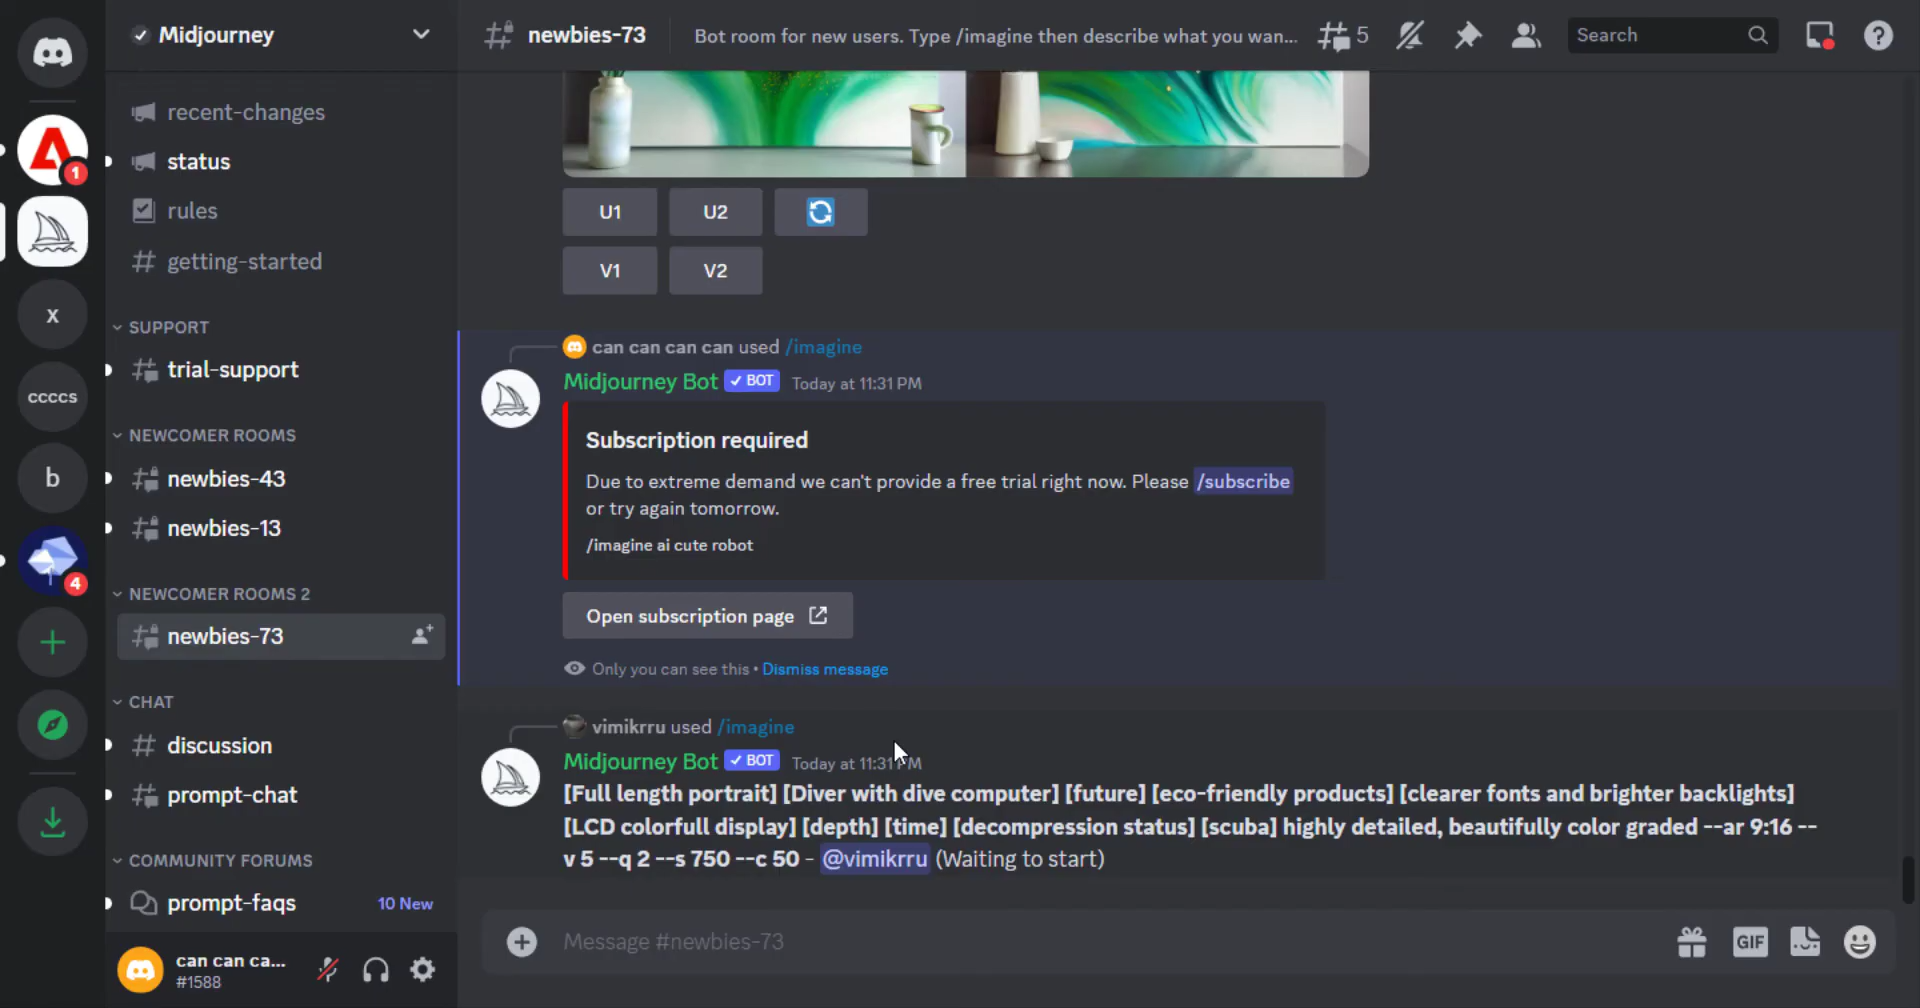 Midjourney
recent-changes
status
rules
getting-started
SUPPORT
trial-support
NEWCOMER ROOMS
newbies-43
newbies-13
NEWCOMER ROOMS 2
newbies-73
CHAT
discussion
prompt-chat
COMMUNITY FORUMS
prompt-faqs 10 New
can can ca...
#1588
1
x
ccccs
b
4
newbies-73 Bot room for new users. Type /imagine then describe what you wan... 5 Search
U1 U2
V1 V2
can can can can used /imagine
Midjourney Bot BOT Today at 11:31 PM
Subscription required
Due to extreme demand we can't provide a free trial right now. Please /subscribe
or try again tomorrow.
/imagine ai cute robot
Open subscription page
Only you can see this • Dismiss message
vimikrru used /imagine
Midjourney Bot BOT Today at 11:31 PM
[Full length portrait] [Diver with dive computer] [future] [eco-friendly products] [clearer fonts and brighter backlights]
[LCD colorfull display] [depth] [time] [decompression status] [scuba] highly detailed, beautifully color graded --ar 9:16 --
v 5 --q 2 --s 750 --c 50 - @vimikrru (Waiting to start)
Message #newbies-73
GIF